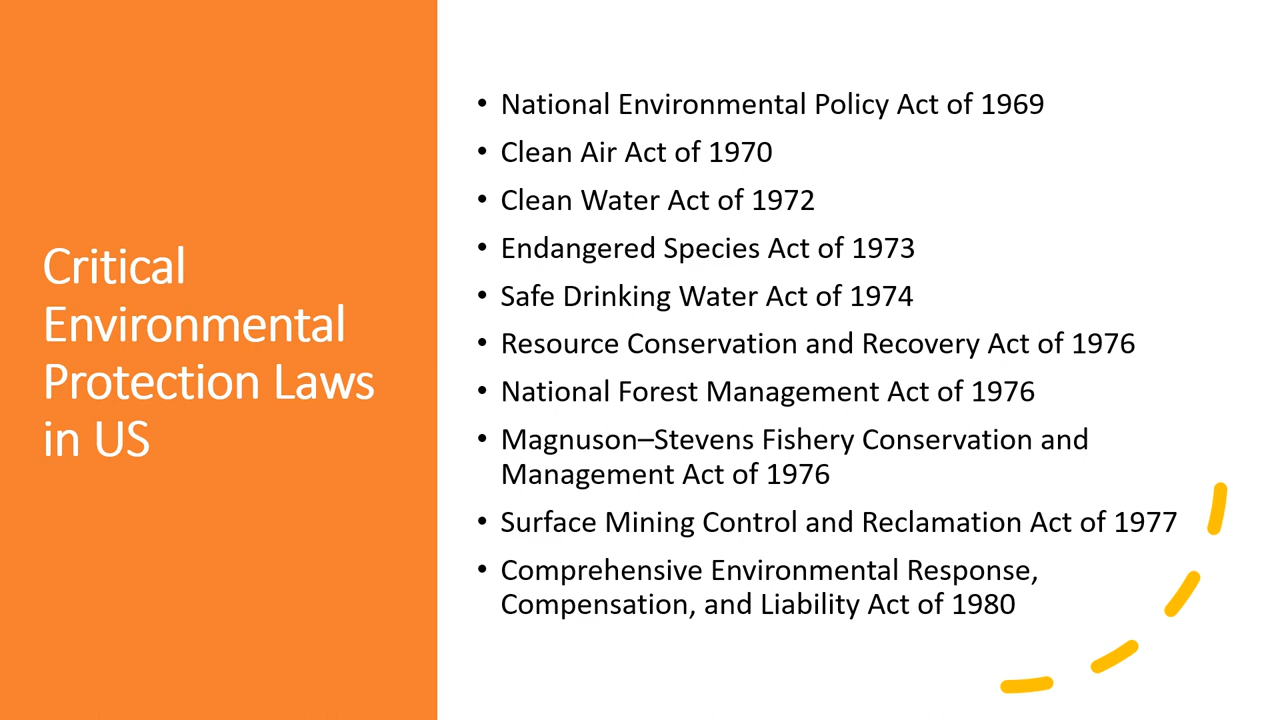 Critical
Environmental
Protection Laws
in US
• National Environmental Policy Act of 1969
• Clean Air Act of 1970
• Clean Water Act of 1972
• Endangered Species Act of 1973
• Safe Drinking Water Act of 1974
• Resource Conservation and Recovery Act of 1976
• National Forest Management Act of 1976
• Magnuson–Stevens Fishery Conservation and
Management Act of 1976
• Surface Mining Control and Reclamation Act of 1977
• Comprehensive Environmental Response,
Compensation, and Liability Act of 1980